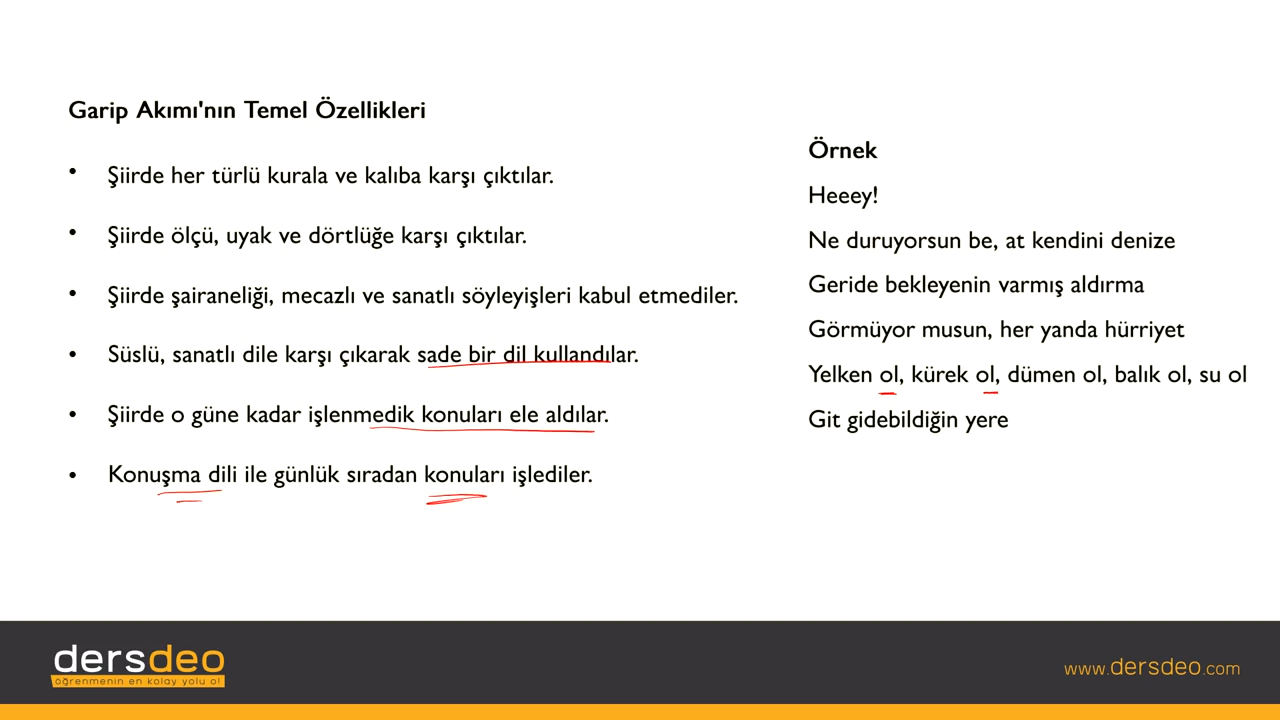 Garip Akımı'nın Temel Özellikleri
• Şiirde her türlü kurala ve kalıba karşı çıktılar.
• Şiirde ölçü, uyak ve dörtlüğe karşı çıktılar.
• Şiirde şairaneliği, mecazlı ve sanatlı söyleyişleri kabul etmediler.
• Süslü, sanatlı dile karşı çıkarak sade bir dil kullandılar.
• Şiirde o güne kadar işlenmedik konuları ele aldılar.
• Konuşma dili ile günlük sıradan konuları işlediler.
Örnek
Heeey!
Ne duruyorsun be, at kendini denize
Geride bekleyenin varmış aldırma
Görmüyor musun, her yanda hürriyet
Yelken ol, kürek ol, dümen ol, balık ol, su ol
Git gidebildiğin yere
dersdeo
öğrenmenin en kolay yolu o!
www.dersdeo.com